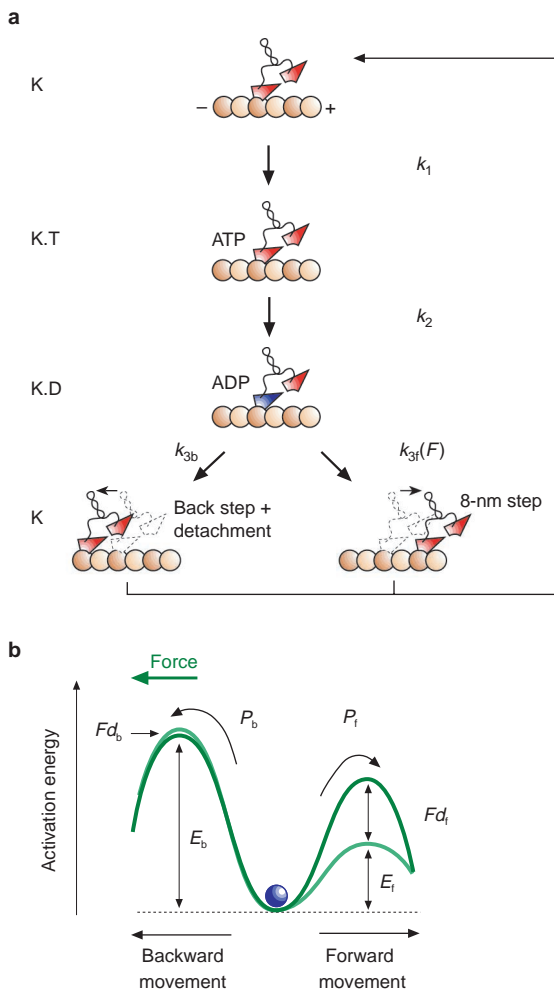 a
K
– +
k1
K.T
ATP
k2
K.D
ADP
k3b
k3f(F)
K
Back step +
detachment
8-nm step
b
Force
Activation energy
Fdb
Pb
Pf
Eb
Fdf
Ef
Backward
movement
Forward
movement